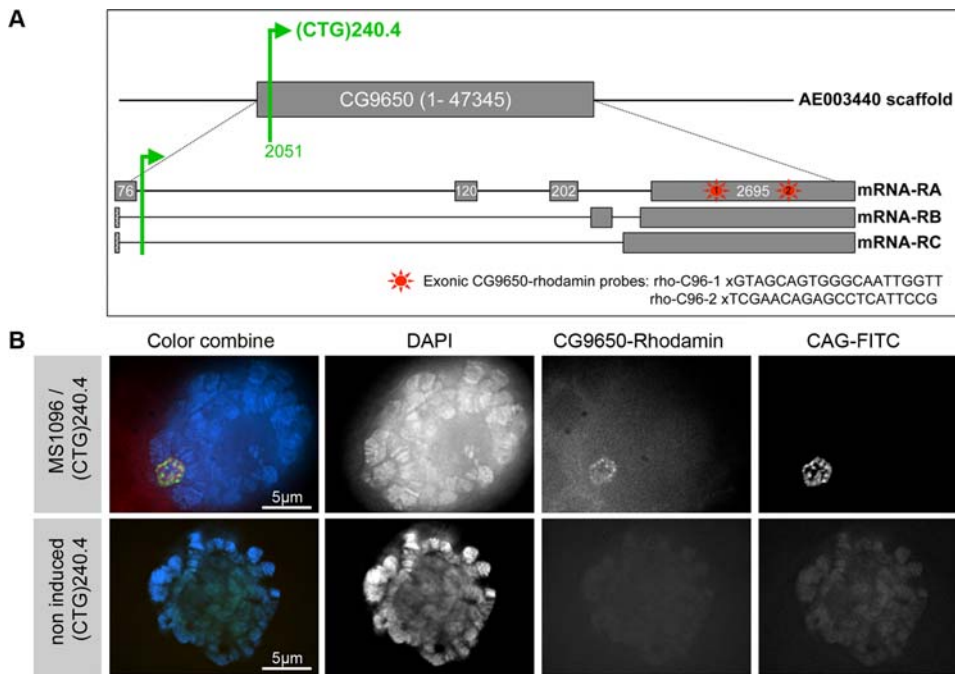 A
(CTG)240.4
CG9650 (1- 47345)
AE003440 scaffold
2051
76
120
202
1
2695
2
mRNA-RA
mRNA-RB
mRNA-RC
Exonic CG9650-rhodamin probes: rho-C96-1 xGTAGCAGTGGGCAATTGGTT
rho-C96-2 xTCGAACAGAGCCTCATTCCG
B
Color combine
DAPI
CG9650-Rhodamin
CAG-FITC
MS1096 /
(CTG)240.4
5µm
non induced
(CTG)240.4
5µm